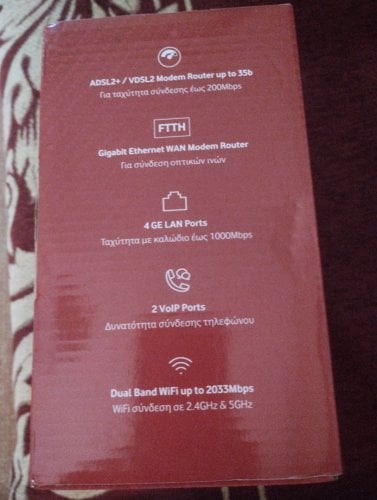 ADSL2+ / VDSL2 Modem Router up to 35b
Για ταχύτητα σύνδεσης έως 200Mbps
FTTH
Gigabit Ethernet WAN Modem Router
Για σύνδεση οπτικών ινών
4 GE LAN Ports
Ταχύτητα με καλώδιο έως 1000Mbps
2 VoIP Ports
Δυνατότητα σύνδεσης τηλεφώνου
Dual Band WiFi up to 2033Mbps
WiFi σύνδεση σε 2.4GHz & 5GHz